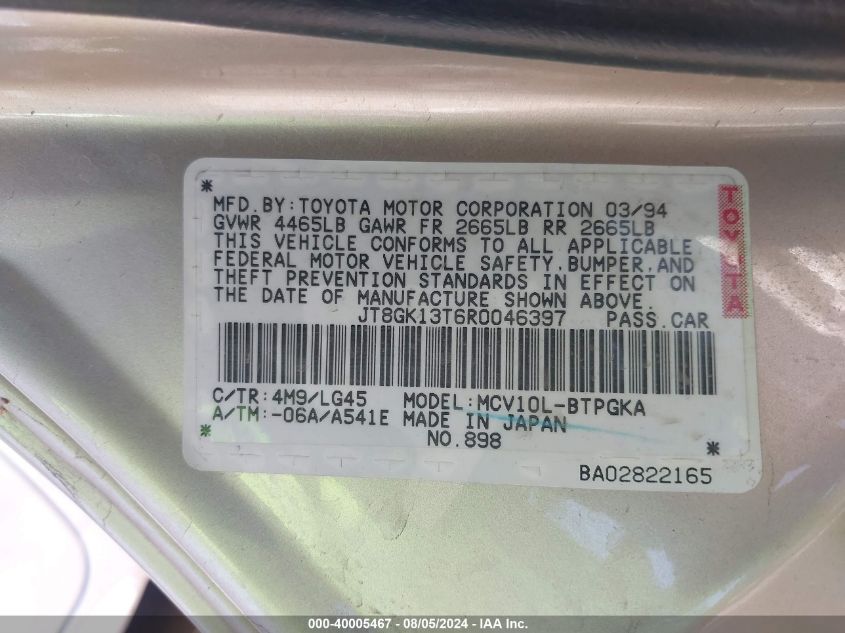 MFD.BY:TOYOTA MOTOR CORPORATION 03/94
GVWR 4465LB GAWR FR 2665LB RR 2665LB
THIS VEHICLE CONFORMS TO ALL APPLICABLE
FEDERAL MOTOR VEHICLE SAFETY,BUMPER,AND
THEFT PREVENTION STANDARDS IN EFFECT ON
THE DATE OF MANUFACTURE SHOWN ABOVE.
JT8GK13T6R0046397 PASS.CAR
C/TR:4M9/LG45 MODEL:MCV10L-BTPGKA
A/TM:-06A/A541E MADE IN JAPAN
NO.898
BA02822165
TOYOTA
000-40005467 - 08/05/2024 - IAA Inc.